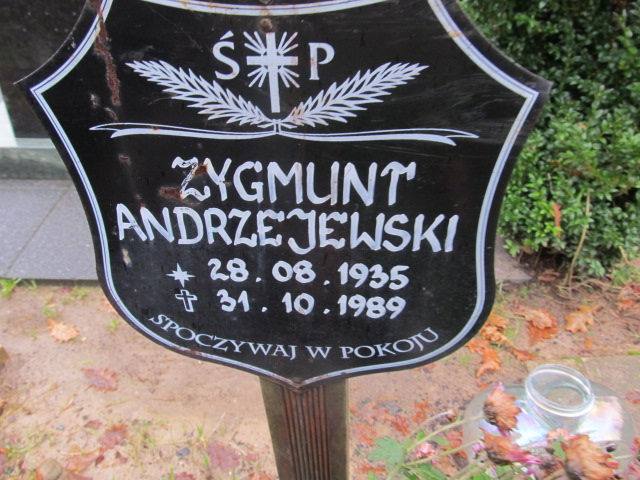 Ś P
ZYGMUNT
ANDRZEJEWSKI
28.08.1935
31.10.1989
SPOCZYWAJ W POKOJU